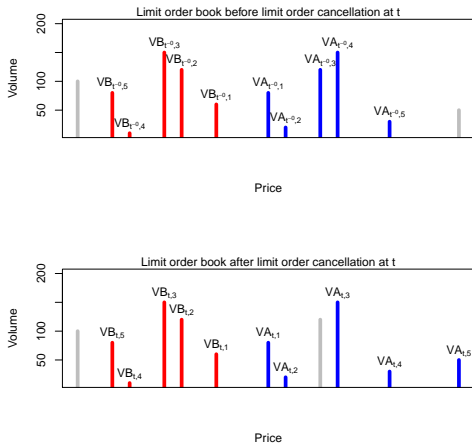 Limit order book before limit order cancellation at t
Volume
200
100
50
VB_{t⁻⁰,5}
VB_{t⁻⁰,4}
VB_{t⁻⁰,3}
VB_{t⁻⁰,2}
VB_{t⁻⁰,1}
VA_{t⁻⁰,1}
VA_{t⁻⁰,2}
VA_{t⁻⁰,3}
VA_{t⁻⁰,4}
VA_{t⁻⁰,5}
Price
Limit order book after limit order cancellation at t
Volume
200
100
50
VB_{t,5}
VB_{t,4}
VB_{t,3}
VB_{t,2}
VB_{t,1}
VA_{t,1}
VA_{t,2}
VA_{t,3}
VA_{t,4}
VA_{t,5}
Price